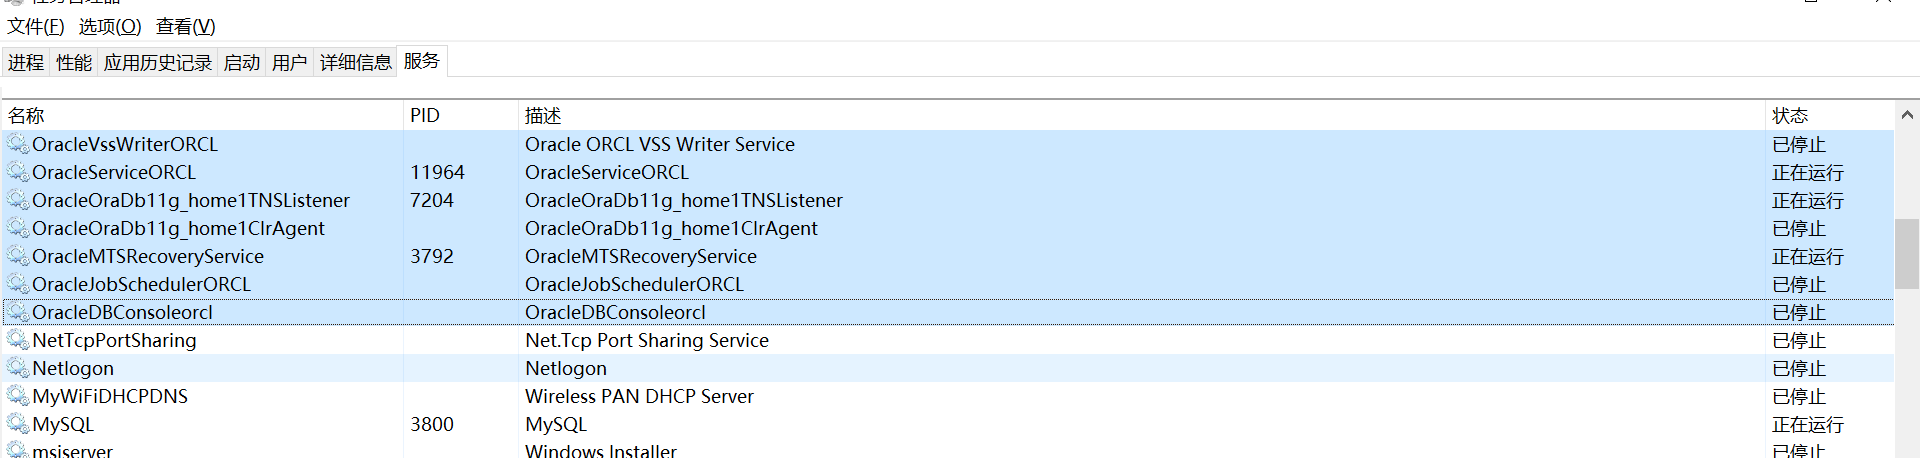 任务管理器
文件(F) 选项(O) 查看(V)
进程 性能 应用历史记录 启动 用户 详细信息 服务
名称 PID 描述 状态
OracleVssWriterORCL Oracle ORCL VSS Writer Service 已停止
OracleServiceORCL 11964 OracleServiceORCL 正在运行
OracleOraDb11g_home1TNSListener 7204 OracleOraDb11g_home1TNSListener 正在运行
OracleOraDb11g_home1ClrAgent OracleOraDb11g_home1ClrAgent 已停止
OracleMTSRecoveryService 3792 OracleMTSRecoveryService 正在运行
OracleJobSchedulerORCL OracleJobSchedulerORCL 已停止
OracleDBConsoleorcl OracleDBConsoleorcl 已停止
NetTcpPortSharing Net.Tcp Port Sharing Service 已停止
Netlogon Netlogon 已停止
MyWiFiDHCPDNS Wireless PAN DHCP Server 已停止
MySQL 3800 MySQL 正在运行
msiserver Windows Installer 已停止